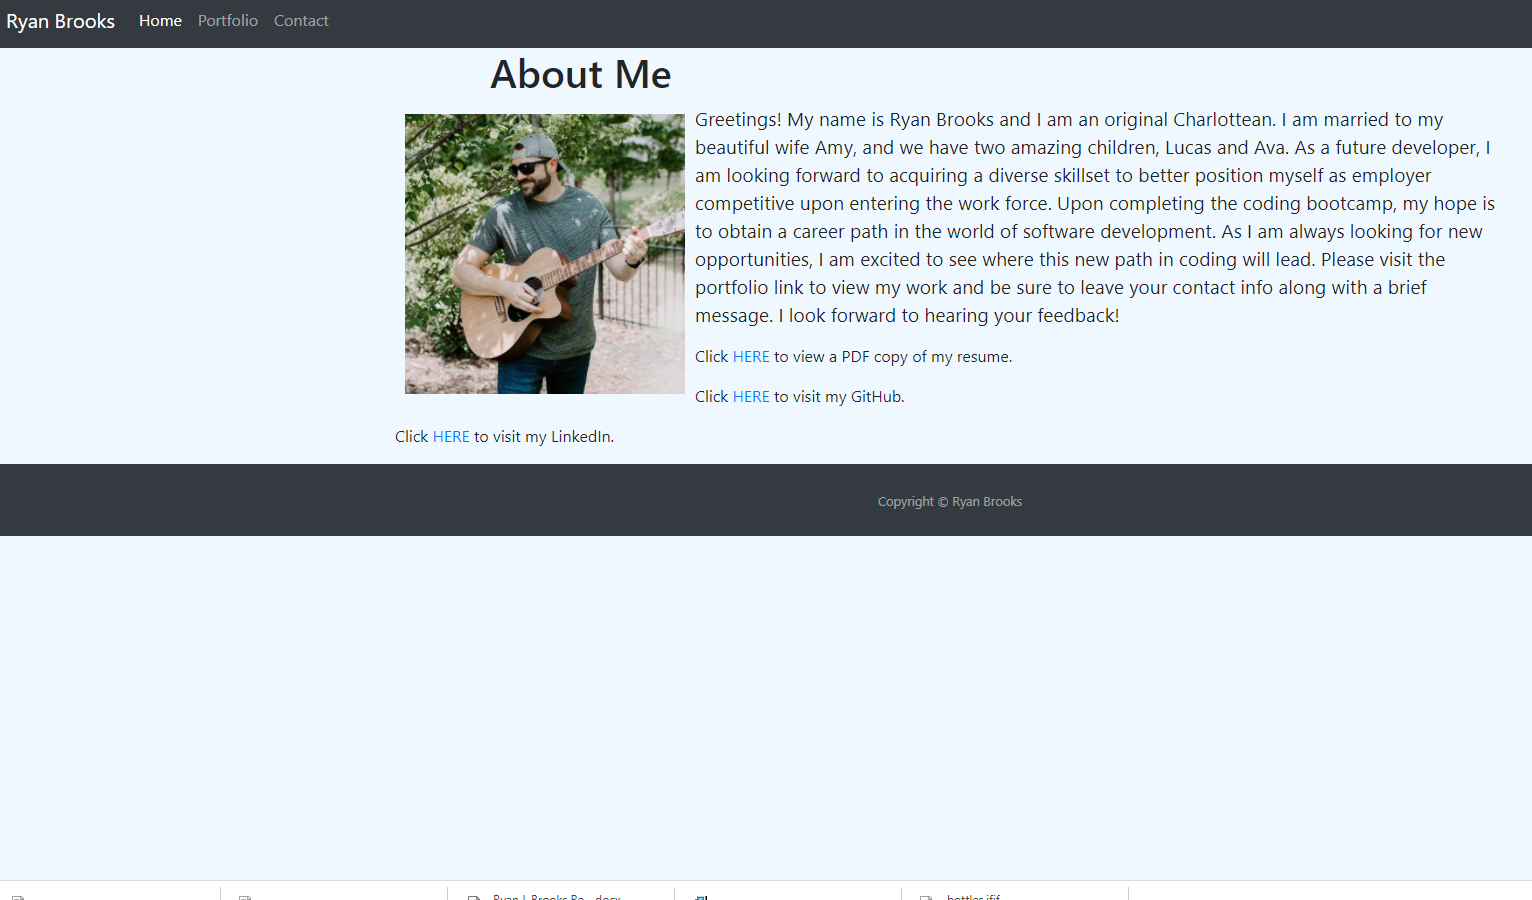 Ryan Brooks Home Portfolio Contact
About Me
Greetings! My name is Ryan Brooks and I am an original Charlottean. I am married to my
beautiful wife Amy, and we have two amazing children, Lucas and Ava. As a future developer, I
am looking forward to acquiring a diverse skillset to better position myself as employer
competitive upon entering the work force. Upon completing the coding bootcamp, my hope is
to obtain a career path in the world of software development. As I am always looking for new
opportunities, I am excited to see where this new path in coding will lead. Please visit the
portfolio link to view my work and be sure to leave your contact info along with a brief
message. I look forward to hearing your feedback!
Click HERE to view a PDF copy of my resume.
Click HERE to visit my GitHub.
Click HERE to visit my LinkedIn.
Copyright © Ryan Brooks